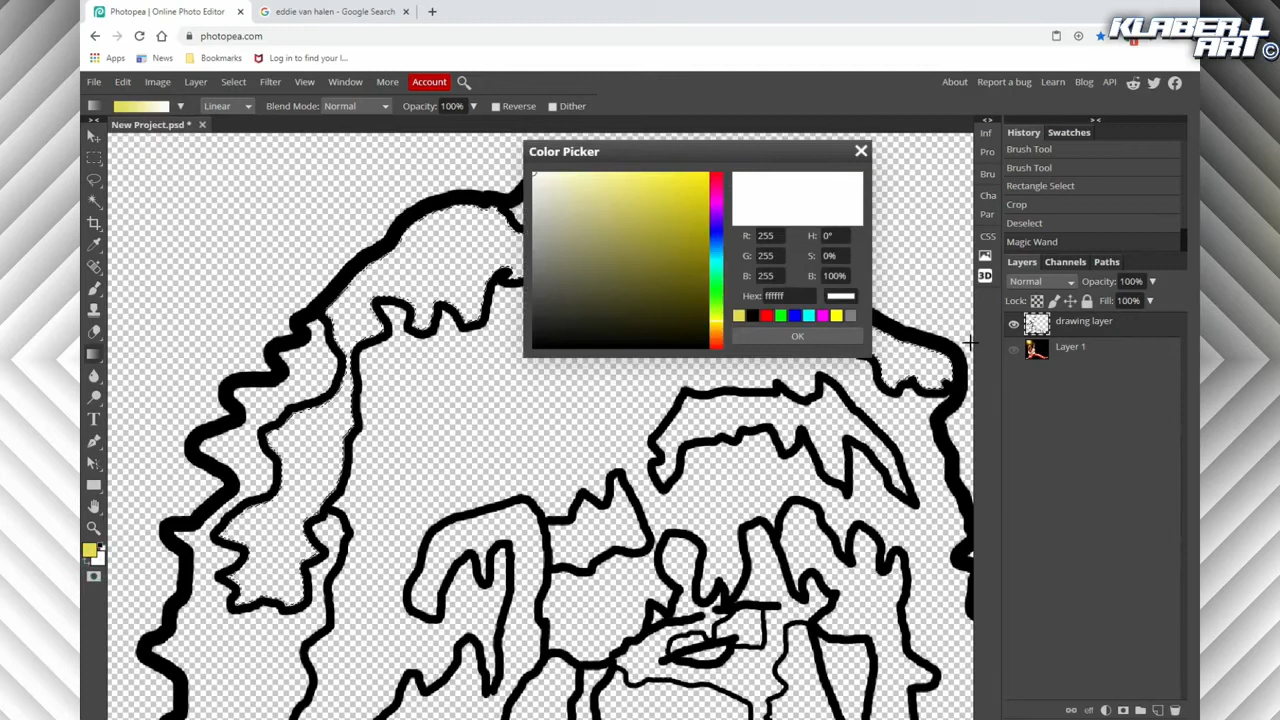 Photopea | Online Photo Editor
eddie van halen - Google Search
KLABERT
ART©
photopea.com
Apps News Bookmarks Log in to find your l...
File Edit Image Layer Select Filter View Window More Account
About Report a bug Learn Blog API
Linear Blend Mode: Normal Opacity: 100% Reverse Dither
New Project.psd *
Color Picker
R: 255 H: 0°
G: 255 S: 0%
B: 255 B: 100%
Hex: ffffff
OK
Inf
Pro
Bru
Cha
Par
CSS
3D
History Swatches
Brush Tool
Brush Tool
Rectangle Select
Crop
Deselect
Magic Wand
Layers Channels Paths
Normal Opacity: 100%
Lock: Fill: 100%
drawing layer
Layer 1
eff